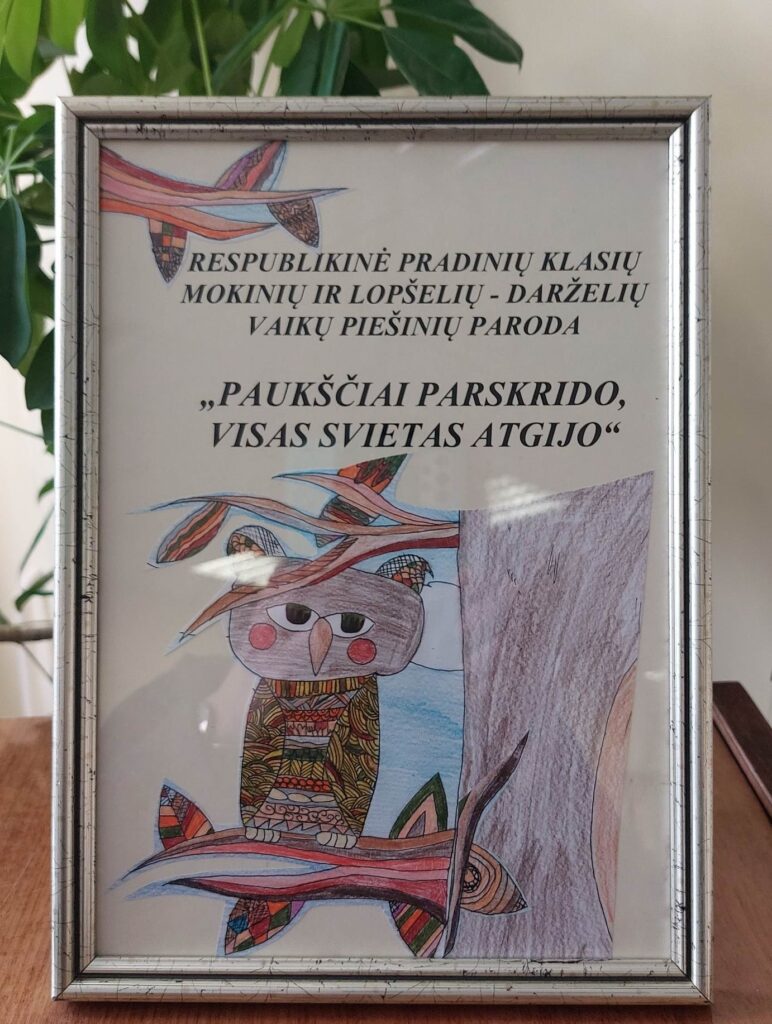 RESPUBLIKINĖ PRADINIŲ KLASIŲ
MOKINIŲ IR LOPŠELIŲ - DARŽELIŲ
VAIKŲ PIEŠINIŲ PARODA
„PAUKŠČIAI PARSKRIDO,
VISAS SVIETAS ATGIJO“